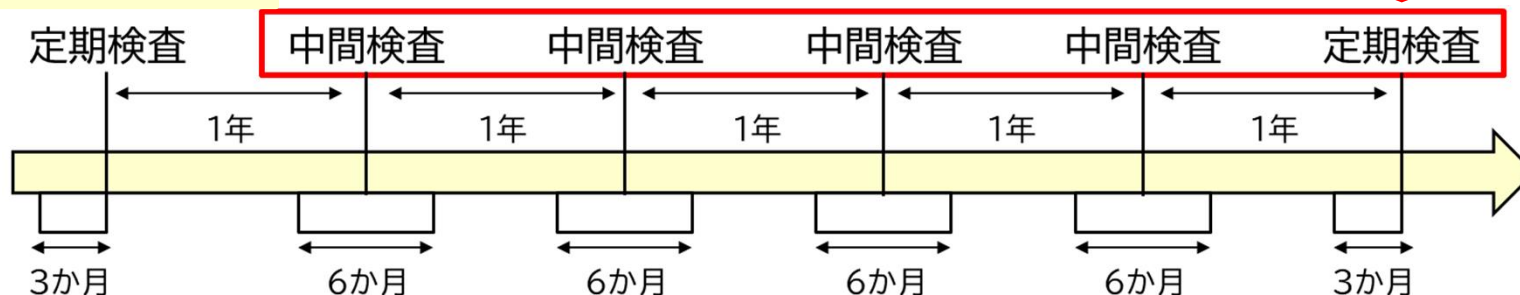 定期検査 中間検査 中間検査 中間検査 中間検査 定期検査
1年 1年 1年 1年 1年
3か月 6か月 6か月 6か月 6か月 3か月